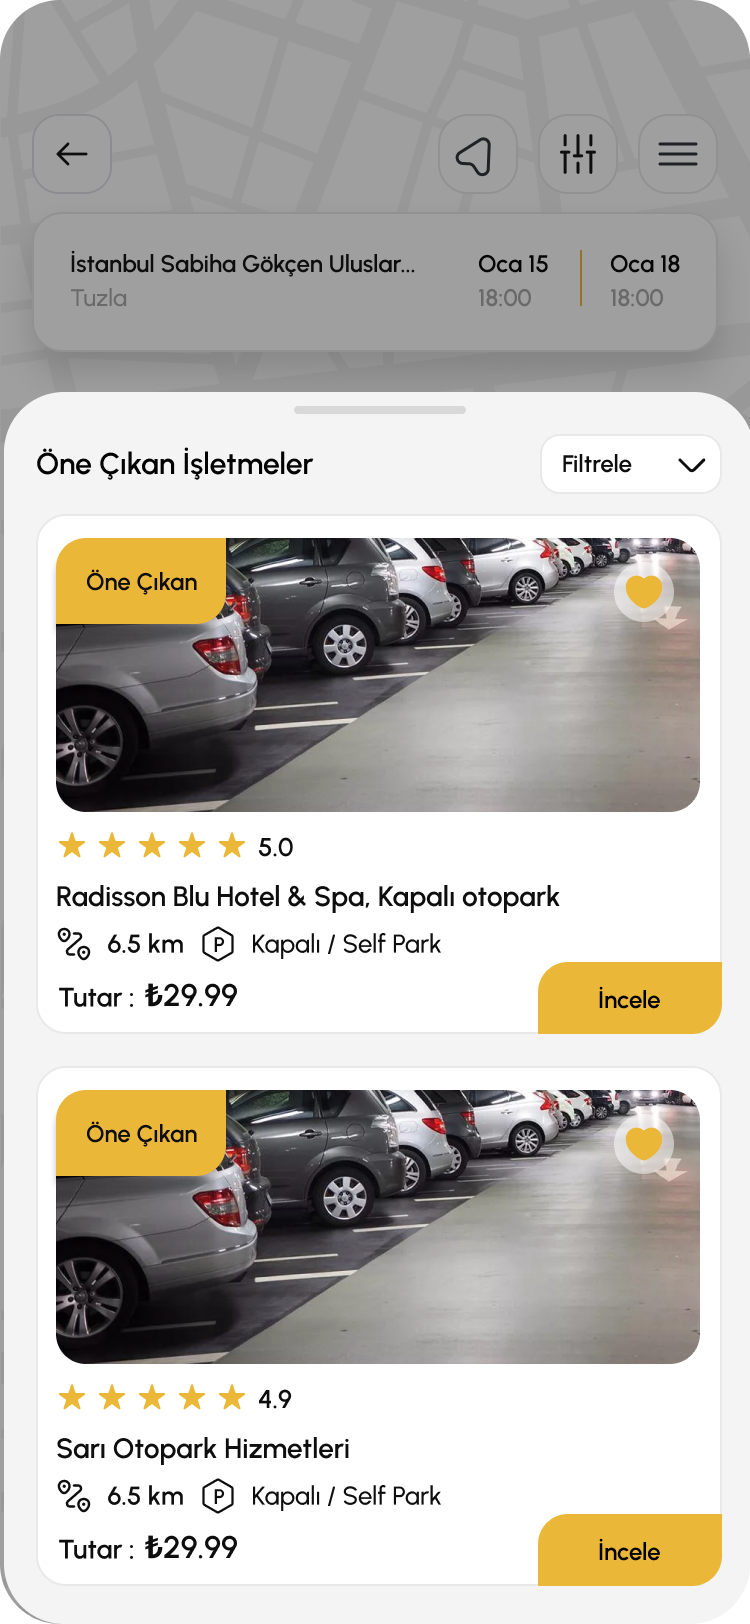 İstanbul Sabiha Gökçen Uluslar... Oca 15 Oca 18
Tuzla 18:00 18:00
Öne Çıkan İşletmeler Filtrele
Öne Çıkan
5.0
Radisson Blu Hotel & Spa, Kapalı otopark
6.5 km P Kapalı / Self Park
Tutar : ₺29.99 İncele
Öne Çıkan
4.9
Sarı Otopark Hizmetleri
6.5 km P Kapalı / Self Park
Tutar : ₺29.99 İncele